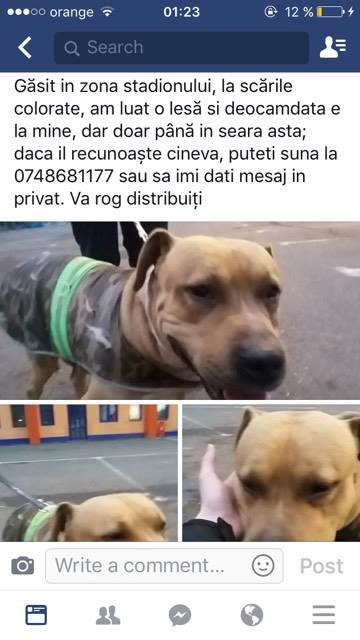 orange 01:23 12 %
Search
Găsit in zona stadionului, la scările
colorate, am luat o lesă si deocamdata e
la mine, dar doar până in seara asta;
daca il recunoaște cineva, puteti suna la
0748681177 sau sa imi dati mesaj in
privat. Va rog distribuiți
Write a comment... Post